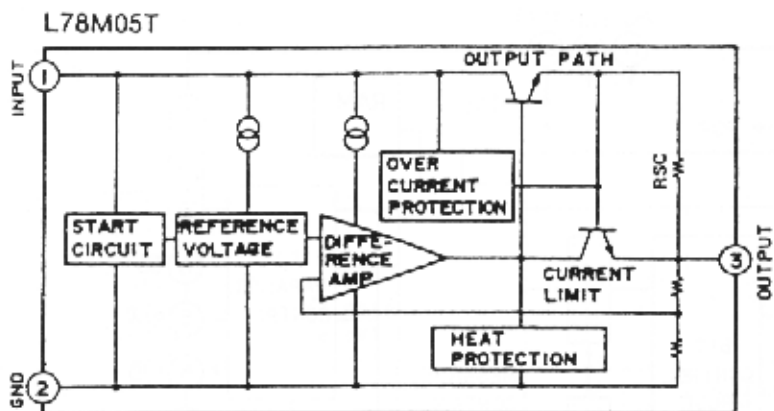 L78M05T
INPUT
1
OUTPUT PATH
OVER
CURRENT
PROTECTION
RSC
START
CIRCUIT
REFERENCE
VOLTAGE
DIFFE-
RENCE
AMP
CURRENT
LIMIT
3
OUTPUT
HEAT
PROTECTION
GND
2